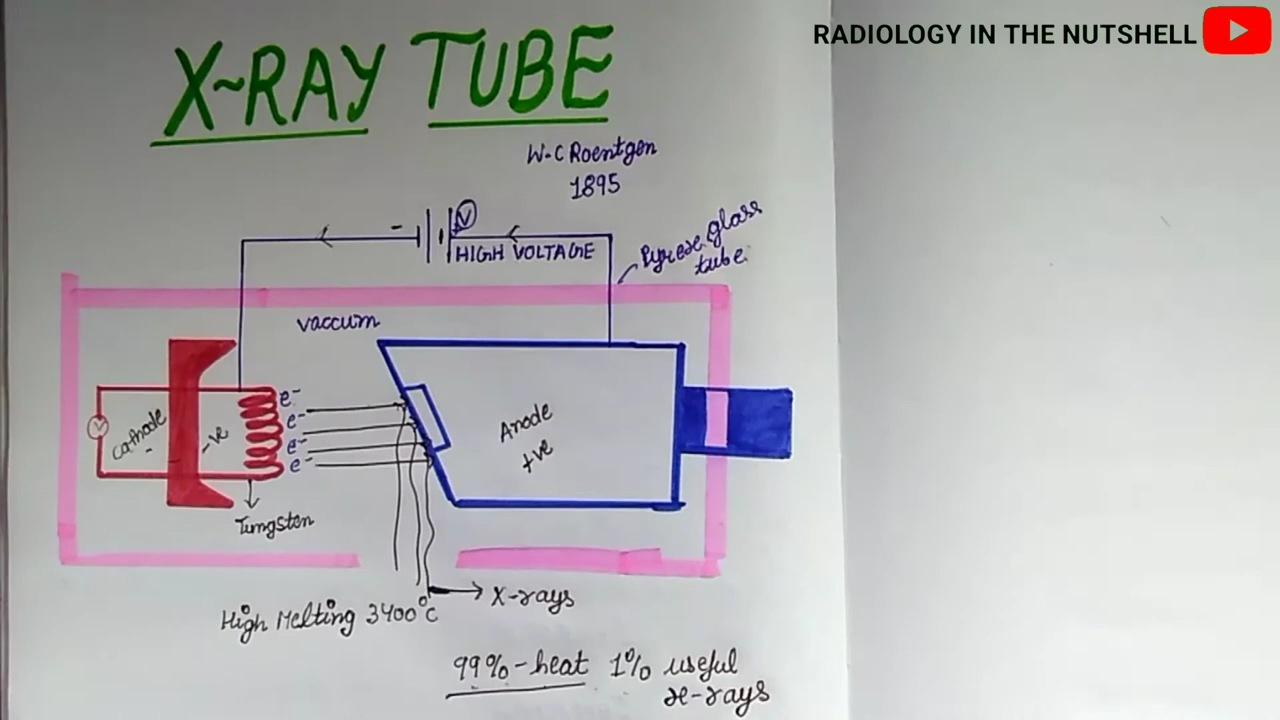 RADIOLOGY IN THE NUTSHELL
X-RAY TUBE
W-C Roentgen
1895
- V
HIGH VOLTAGE
Pyrex glass
tube
vaccum
e-
e-
e-
e-
V
Cathode
-
-ve
Anode
+ve
Tungsten
X-rays
High Melting 3400°C
99%-heat 1% useful
x-rays